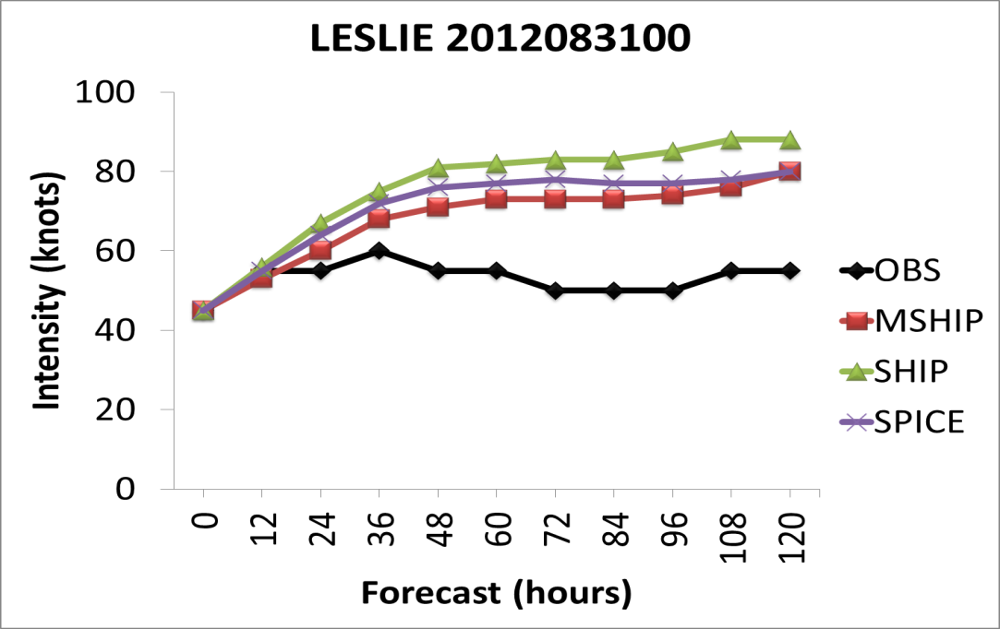 LESLIE 2012083100
Intensity (knots)
100
80
60
40
20
0
0 12 24 36 48 60 72 84 96 108 120
Forecast (hours)
OBS
MSHIP
SHIP
SPICE